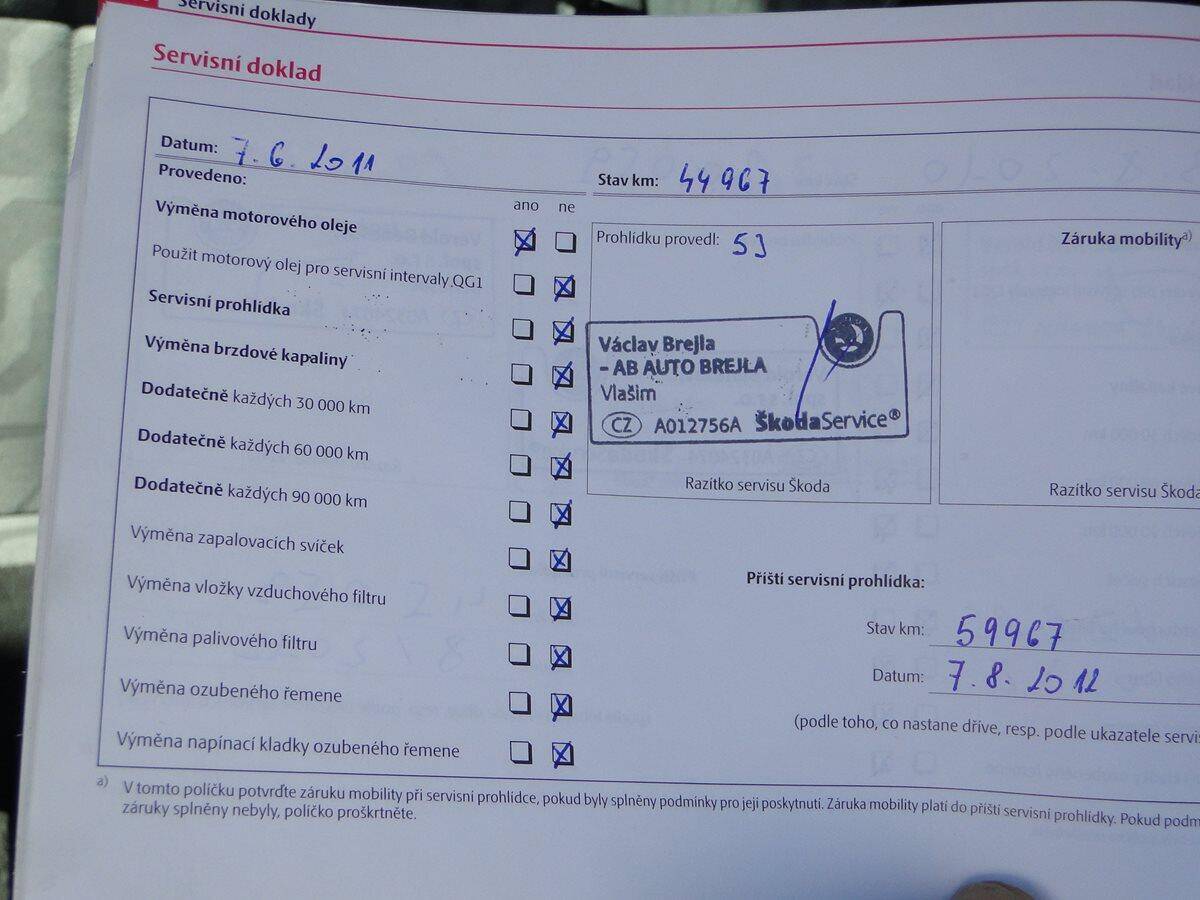 Servisní doklady
Servisní doklad
Datum: 7. 6. 2011
Stav km: 44967
Provedeno:
ano ne
Výměna motorového oleje
Použit motorový olej pro servisní intervaly QG1
Servisní prohlídka
Výměna brzdové kapaliny
Dodatečně každých 30 000 km
Dodatečně každých 60 000 km
Dodatečně každých 90 000 km
Výměna zapalovacích svíček
Výměna vložky vzduchového filtru
Výměna palivového filtru
Výměna ozubeného řemene
Výměna napínací kladky ozubeného řemene
Prohlídku provedl: 53
Václav Brejla
- AB AUTO BREJLA
Vlašim
CZ A012756A ŠkodaService®
Razítko servisu Škoda
Záruka mobility a)
Razítko servisu Škoda
Příští servisní prohlídka:
Stav km: 59967
Datum: 7. 8. 2012
(podle toho, co nastane dříve, resp. podle ukazatele servis
a) V tomto políčku potvrďte záruku mobility při servisní prohlídce, pokud byly splněny podmínky pro její poskytnutí. Záruka mobility platí do příští servisní prohlídky. Pokud podm
záruky splněny nebyly, políčko proškrtněte.